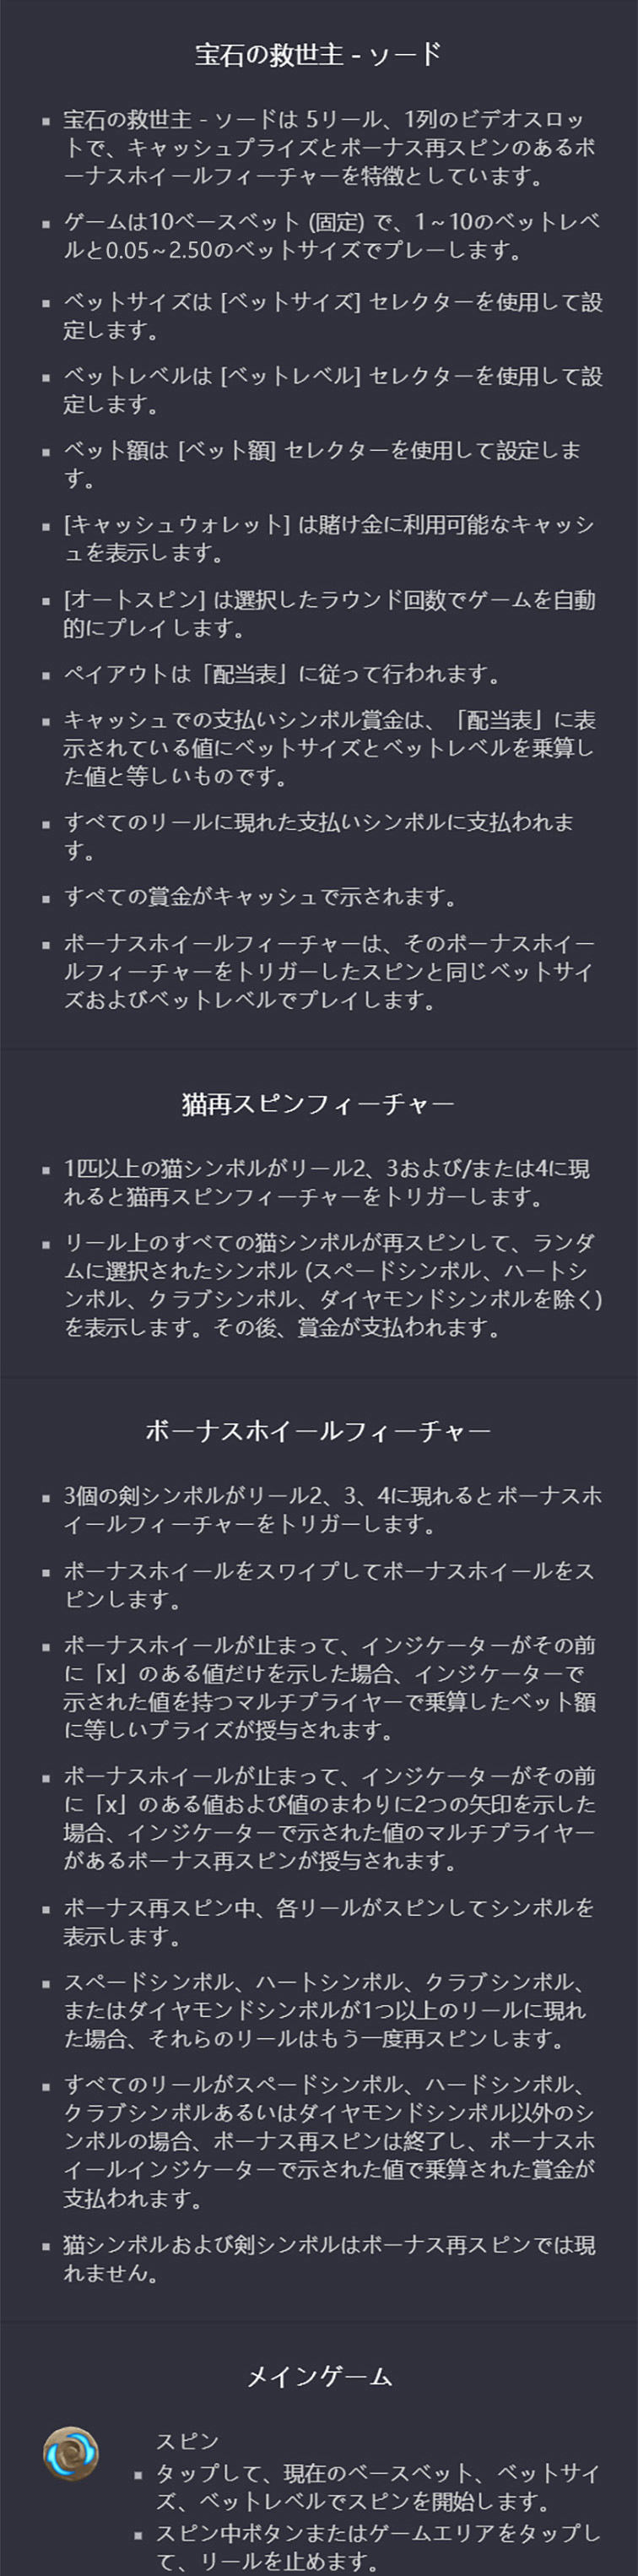 宝石の救世主 - ソード
宝石の救世主 - ソードは 5リール、1列のビデオスロッ
トで、キャッシュプライズとボーナス再スピンのあるボ
ーナスホイールフィーチャーを特徴としています。
ゲームは10ベースベット (固定) で、1～10のベットレベ
ルと0.05～2.50のベットサイズでプレーします。
ベットサイズは [ベットサイズ] セレクターを使用して設
定します。
ベットレベルは [ベットレベル] セレクターを使用して設
定します。
ベット額は [ベット額] セレクターを使用して設定しま
す。
[キャッシュウォレット] は賭け金に利用可能なキャッシ
ュを表示します。
[オートスピン] は選択したラウンド回数でゲームを自動
的にプレイします。
ペイアウトは「配当表」に従って行われます。
キャッシュでの支払いシンボル賞金は、「配当表」に表
示されている値にベットサイズとベットレベルを乗算し
た値と等しいものです。
すべてのリールに現れた支払いシンボルに支払われま
す。
すべての賞金がキャッシュで示されます。
ボーナスホイールフィーチャーは、そのボーナスホイー
ルフィーチャーをトリガーしたスピンと同じベットサイ
ズおよびベットレベルでプレイします。
猫再スピンフィーチャー
1匹以上の猫シンボルがリール2、3および/または4に現
れると猫再スピンフィーチャーをトリガーします。
リール上のすべての猫シンボルが再スピンして、ランダ
ムに選択されたシンボル (スペードシンボル、ハートシ
ンボル、クラブシンボル、ダイヤモンドシンボルを除く)
を表示します。その後、賞金が支払われます。
ボーナスホイールフィーチャー
3個の剣シンボルがリール2、3、4に現れるとボーナスホ
イールフィーチャーをトリガーします。
ボーナスホイールをスワイプしてボーナスホイールをス
ピンします。
ボーナスホイールが止まって、インジケーターがその前
に「x」のある値だけを示した場合、インジケーターで
示された値を持つマルチプライヤーで乗算したベット額
に等しいプライズが授与されます。
ボーナスホイールが止まって、インジケーターがその前
に「x」のある値および値のまわりに2つの矢印を示した
場合、インジケーターで示された値のマルチプライヤー
があるボーナス再スピンが授与されます。
ボーナス再スピン中、各リールがスピンしてシンボルを
表示します。
スペードシンボル、ハートシンボル、クラブシンボル、
またはダイヤモンドシンボルが1つ以上のリールに現れ
た場合、それらのリールはもう一度再スピンします。
すべてのリールがスペードシンボル、ハードシンボル、
クラブシンボルあるいはダイヤモンドシンボル以外のシ
ンボルの場合、ボーナス再スピンは終了し、ボーナスホ
イールインジケーターで示された値で乗算された賞金が
支払われます。
猫シンボルおよび剣シンボルはボーナス再スピンでは現
れません。
メインゲーム
スピン
タップして、現在のベースベット、ベットサイ
ズ、ベットレベルでスピンを開始します。
スピン中ボタンまたはゲームエリアをタップし
て、リールを止めます。